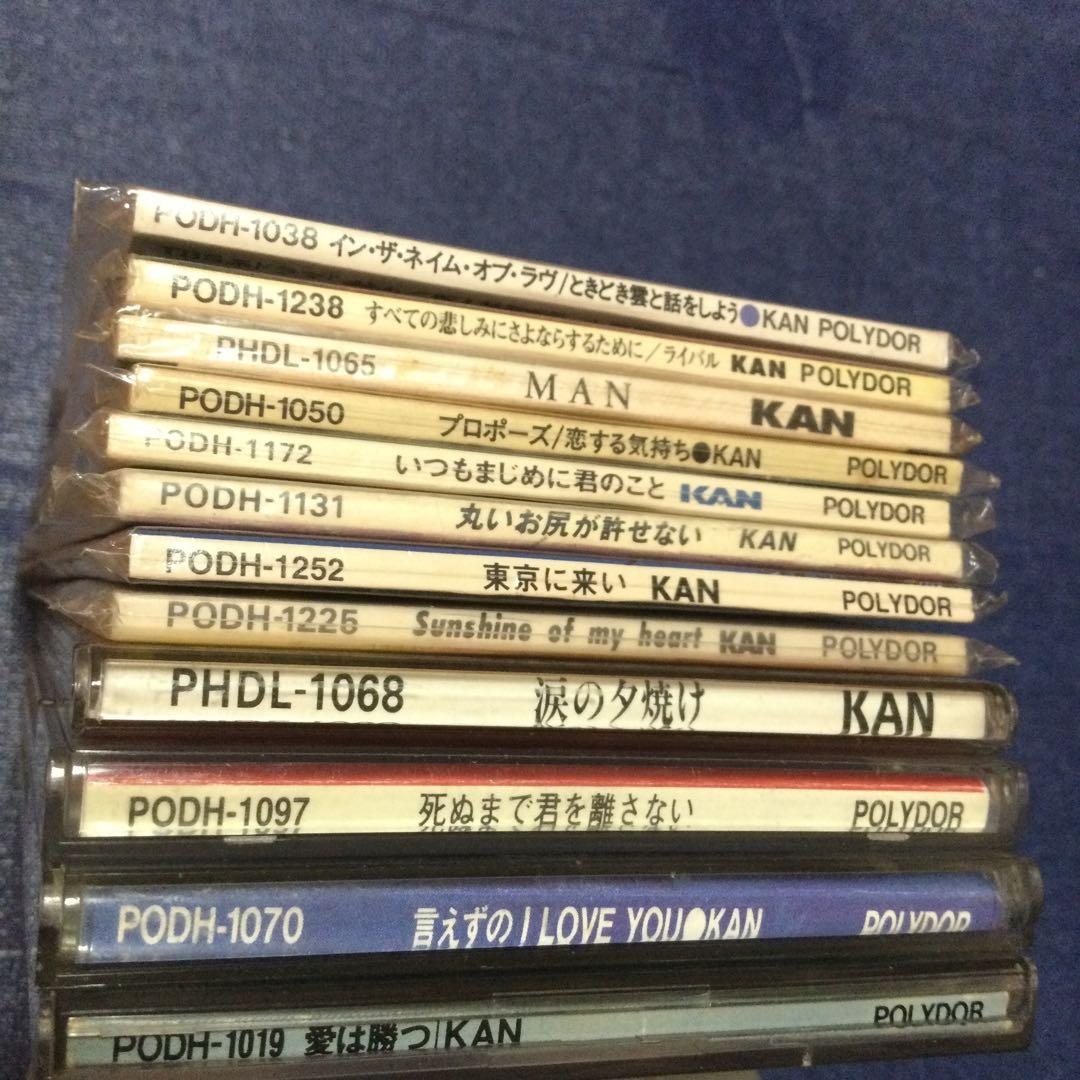 PODH-1038 イン・ザ・ネイム・オブ・ラヴ/ときどき雲と話をしよう●KAN POLYDOR
PODH-1238 すべての悲しみにさよならするために/ライバル KAN POLYDOR
PHDL-1065 MAN KAN
PODH-1050 プロポーズ/恋する気持ち●KAN POLYDOR
PODH-1172 いつもまじめに君のこと KAN POLYDOR
PODH-1131 丸いお尻が許せない KAN POLYDOR
PODH-1252 東京に来い KAN POLYDOR
PODH-1225 Sunshine of my heart KAN POLYDOR
PHDL-1068 涙の夕焼け KAN
PODH-1097 死ぬまで君を離さない POLYDOR
PODH-1070 言えずのI LOVE YOU●KAN POLYDOR
PODH-1019 愛は勝つ/KAN POLYDOR